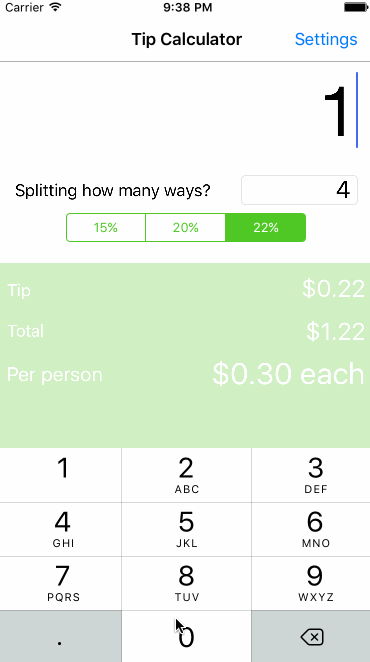 Carrier 9:38 PM
Tip Calculator Settings
1
Splitting how many ways? 4
15% 20% 22%
Tip $0.22
Total $1.22
Per person $0.30 each
1 2 3
ABC DEF
4 5 6
GHI JKL MNO
7 8 9
PQRS TUV WXYZ
. 0